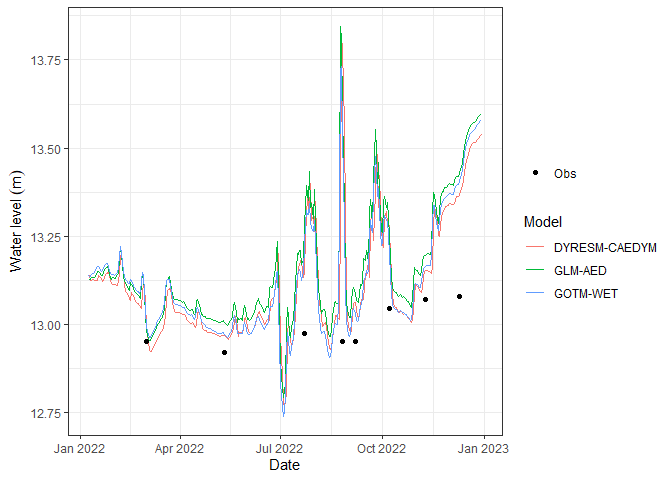 13.75
13.50
13.25
13.00
12.75
Water level (m)
Jan 2022
Apr 2022
Jul 2022
Oct 2022
Jan 2023
Date
Obs
Model
DYRESM-CAEDYM
GLM-AED
GOTM-WET